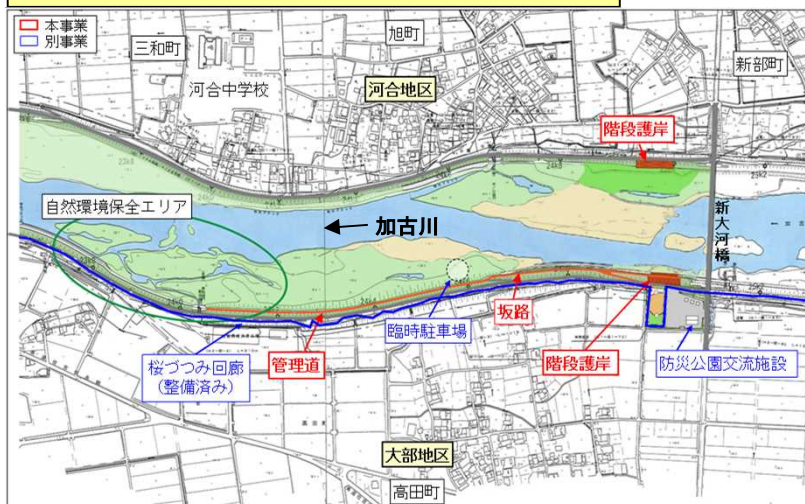 本事業
別事業
三和町
旭町
新部町
河合中学校
河合地区
階段護岸
自然環境保全エリア
加古川
新大河橋
坂路
臨時駐車場
桜づつみ回廊
(整備済み)
管理道
階段護岸
防災公園交流施設
大部地区
高田町